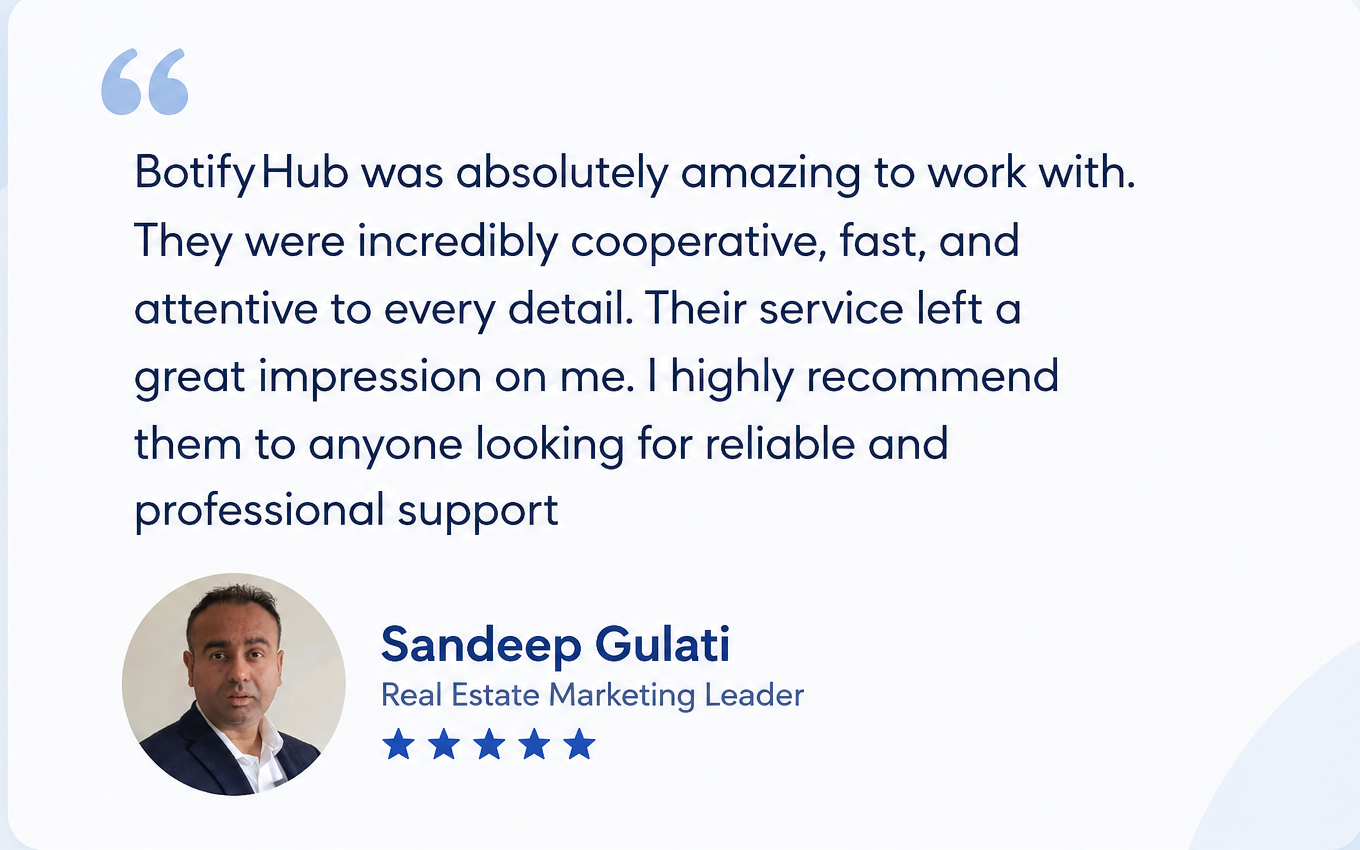 “
BotifyHub was absolutely amazing to work with.
They were incredibly cooperative, fast, and
attentive to every detail. Their service left a
great impression on me. I highly recommend
them to anyone looking for reliable and
professional support
Sandeep Gulati
Real Estate Marketing Leader